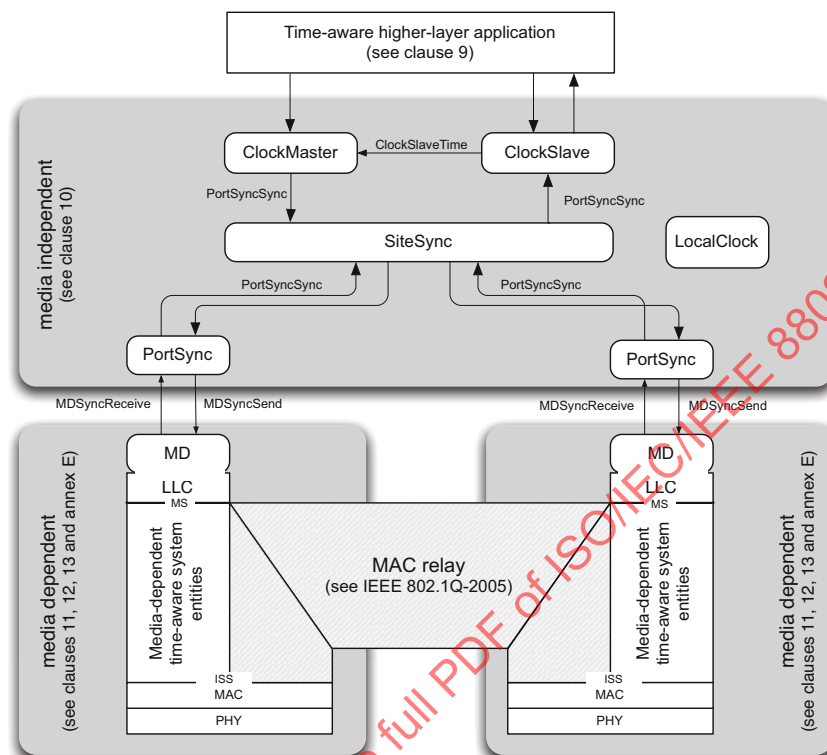 Time-aware higher-layer application
(see clause 9)
ClockMaster
ClockSlaveTime
ClockSlave
PortSyncSync
PortSyncSync
SiteSync
LocalClock
media independent
(see clause 10)
PortSyncSync
PortSyncSync
PortSync
PortSync
MDSyncReceive
MDSyncSend
MDSyncReceive
MDSyncSend
MD
MD
LLC
LLC
MS
MS
media dependent
(see clauses 11, 12, 13 and annex E)
Media-dependent
time-aware system
entities
MAC relay
(see IEEE 802.1Q-2005)
Media-dependent
time-aware system
entities
media dependent
(see clauses 11, 12, 13 and annex E)
ISS
ISS
MAC
MAC
PHY
PHY
full PDF of ISO/IEC/IEEE 880